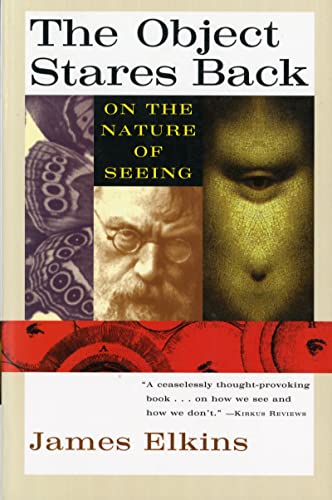 The Object
Stares Back
ON THE
NATURE OF
SEEING
"A ceaselessly thought-provoking
book . . . on how we see and
how we don't." —KIRKUS REVIEWS
James Elkins